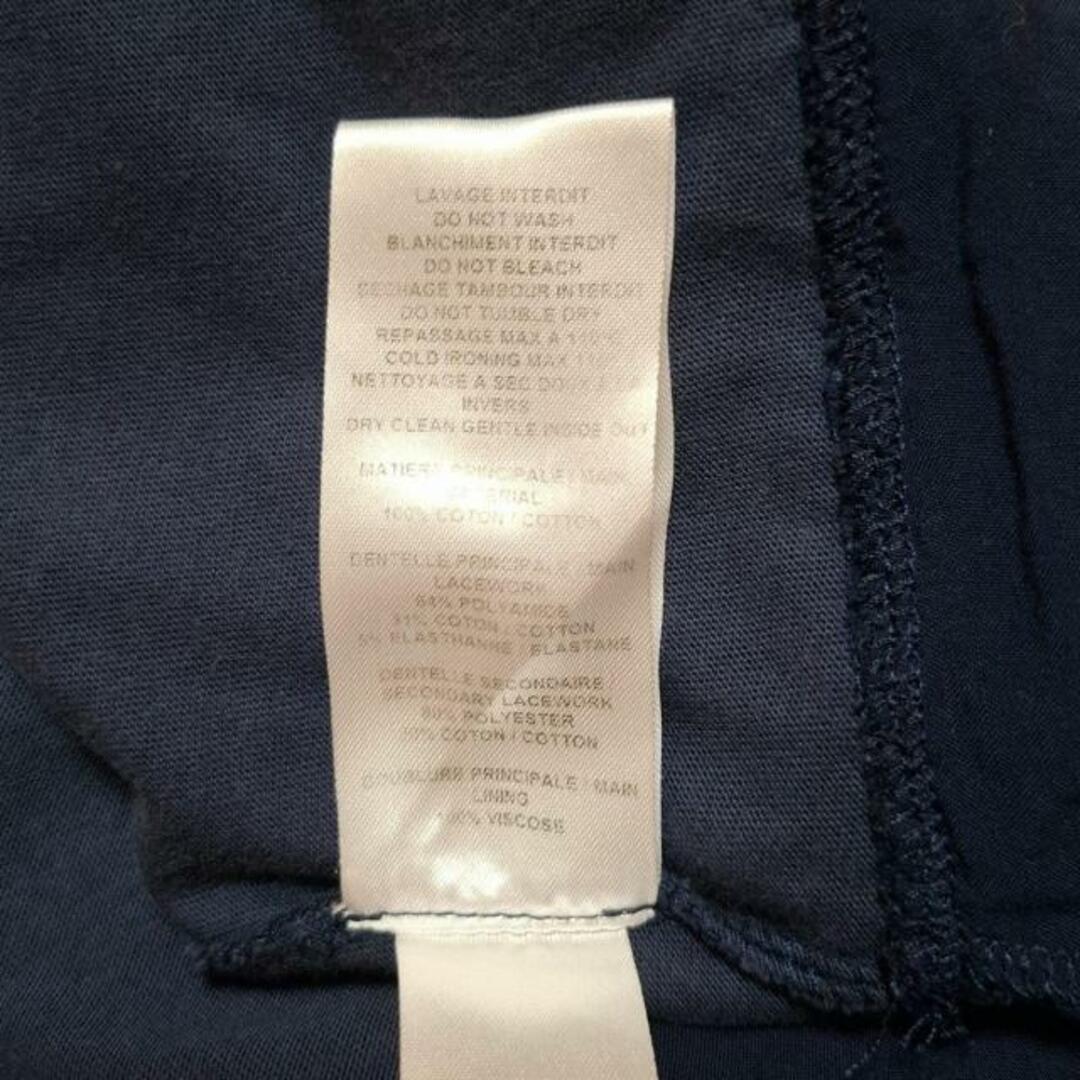 LAVAGE INTERDIT
DO NOT WASH
BLANCHIMENT INTERDIT
DO NOT BLEACH
SECHAGE TAMBOUR INTERDIT
DO NOT TUMBLE DRY
REPASSAGE MAX A
COLD IRONING MAX
NETTOYAGE A SEC DOUX
INVERS
DRY CLEAN GENTLE INSIDE OUT
PRINCIPALE / MAIN
100% COTON / COTTON
DENTELLE PRINCIPALE / MAIN
LACEWORK
POLYAMIDE
COTON / COTTON
ELASTHANNE / ELASTANE
DENTELLE SECONDAIRE
SECONDARY LACEWORK
POLYESTER
COTON / COTTON
DOUBLURE PRINCIPALE / MAIN
LINING
100% VISCOSE